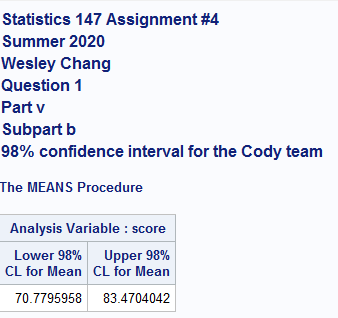 Statistics 147 Assignment #4
Summer 2020
Wesley Chang
Question 1
Part v
Subpart b
98% confidence interval for the Cody team
The MEANS Procedure
Analysis Variable : score
Lower 98% Upper 98%
CL for Mean CL for Mean
70.7795958 83.4704042